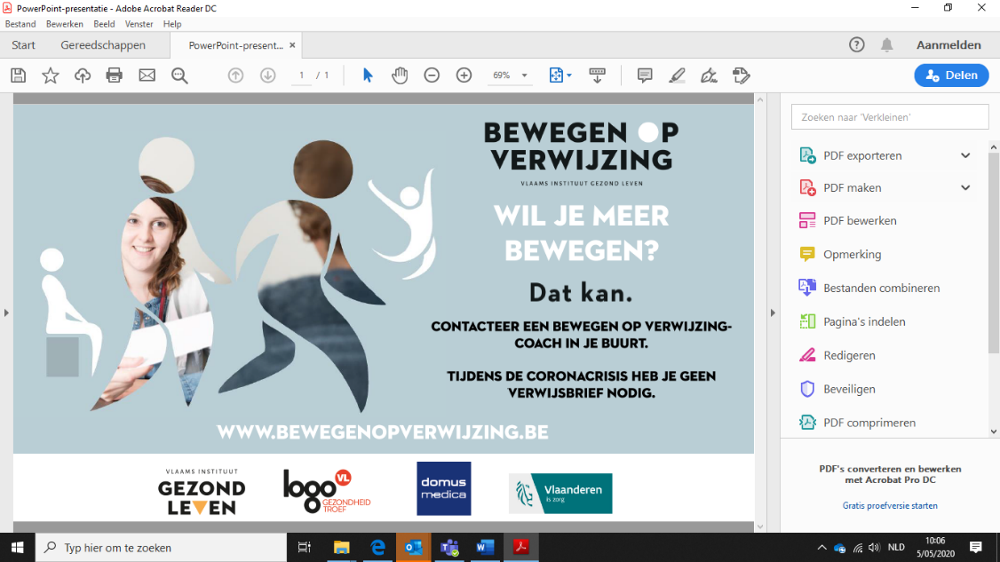 PowerPoint-presentatie - Adobe Acrobat Reader DC
Bestand Bewerken Beeld Venster Help
Start Gereedschappen PowerPoint-present... × Aanmelden
1 / 1 69% Delen
BEWEGEN OP
VERWIJZING
VLAAMS INSTITUUT GEZOND LEVEN
WIL JE MEER
BEWEGEN?
Dat kan.
CONTACTEER EEN BEWEGEN OP VERWIJZING-
COACH IN JE BUURT.
TIJDENS DE CORONACRISIS HEB JE GEEN
VERWIJSBRIEF NODIG.
WWW.BEWEGENOPVERWIJZING.BE
VLAAMS INSTITUUT
GEZOND
LEVEN
logo VL
GEZONDHEID
TROEF
domus
medica
Vlaanderen
is zorg
Zoeken naar 'Verkleinen'
PDF exporteren
PDF maken
PDF bewerken
Opmerking
Bestanden combineren
Pagina's indelen
Redigeren
Beveiligen
PDF comprimeren
PDF's converteren en bewerken
met Acrobat Pro DC
Gratis proefversie starten
Typ hier om te zoeken
NLD
10:06
5/05/2020